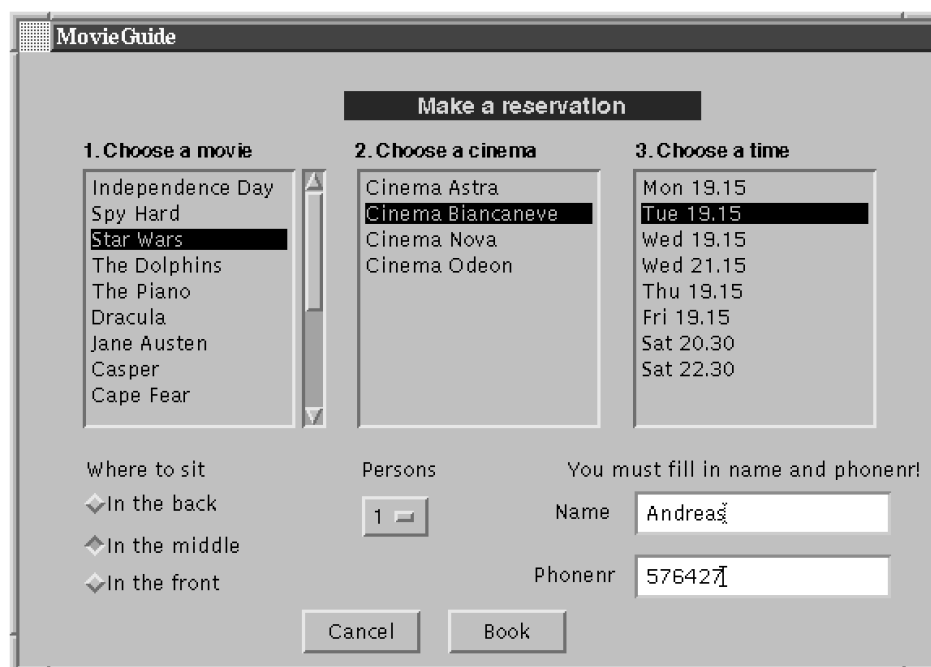 MovieGuide
Make a reservation
1. Choose a movie
Independence Day
Spy Hard
Star Wars
The Dolphins
The Piano
Dracula
Jane Austen
Casper
Cape Fear
2. Choose a cinema
Cinema Astra
Cinema Biancaneve
Cinema Nova
Cinema Odeon
3. Choose a time
Mon 19.15
Tue 19.15
Wed 19.15
Wed 21.15
Thu 19.15
Fri 19.15
Sat 20.30
Sat 22.30
Where to sit
In the back
In the middle
In the front
Persons
1
You must fill in name and phonenr!
Name Andreas
Phonenr 576427
Cancel Book